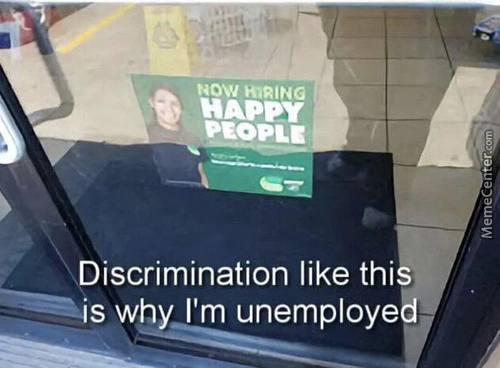 NOW HIRING
HAPPY
PEOPLE
Discrimination like this
is why I'm unemployed
MemeCenter.com